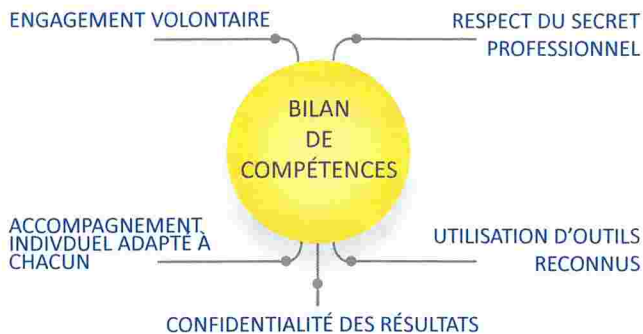 ENGAGEMENT VOLONTAIRE
RESPECT DU SECRET
PROFESSIONNEL
BILAN
DE
COMPÉTENCES
ACCOMPAGNEMENT
INDIVDUEL ADAPTÉ À
CHACUN
UTILISATION D'OUTILS
RECONNUS
CONFIDENTIALITÉ DES RÉSULTATS